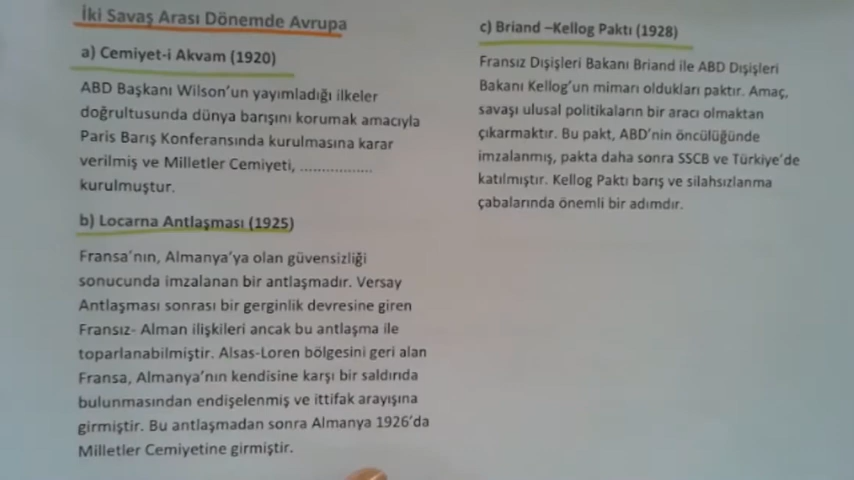 İki Savaş Arası Dönemde Avrupa
a) Cemiyet-i Akvam (1920)
ABD Başkanı Wilson'un yayımladığı ilkeler
doğrultusunda dünya barışını korumak amacıyla
Paris Barış Konferansında kurulmasına karar
verilmiş ve Milletler Cemiyeti, .................
kurulmuştur.
b) Locarna Antlaşması (1925)
Fransa'nın, Almanya'ya olan güvensizliği
sonucunda imzalanan bir antlaşmadır. Versay
Antlaşması sonrası bir gerginlik devresine giren
Fransız- Alman ilişkileri ancak bu antlaşma ile
toparlanabilmiştir. Alsas-Loren bölgesini geri alan
Fransa, Almanya'nın kendisine karşı bir saldırıda
bulunmasından endişelenmiş ve ittifak arayışına
girmiştir. Bu antlaşmadan sonra Almanya 1926'da
Milletler Cemiyetine girmiştir.
c) Briand –Kellog Paktı (1928)
Fransız Dışişleri Bakanı Briand ile ABD Dışişleri
Bakanı Kellog'un mimarı oldukları paktır. Amaç,
savaşı ulusal politikaların bir aracı olmaktan
çıkarmaktır. Bu pakt, ABD'nin öncülüğünde
imzalanmış, pakta daha sonra SSCB ve Türkiye'de
katılmıştır. Kellog Paktı barış ve silahsızlanma
çabalarında önemli bir adımdır.